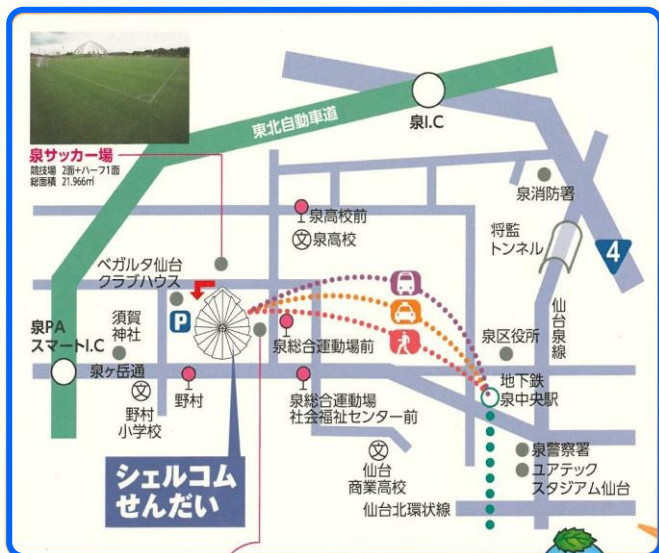 東北自動車道
泉I.C
泉サッカー場
競技場 2面+ハーフ1面
総面積 21.966㎡
泉消防署
泉高校前
文 泉高校
将監
トンネル
4
ベガルタ仙台
クラブハウス
P
仙台泉線
泉PA
スマートI.C
須賀
神社
泉総合運動場前
泉区役所
泉ヶ岳通
文
野村
小学校
野村
泉総合運動場
社会福祉センター前
地下鉄
泉中央駅
シェルコム
せんだい
文
仙台
商業高校
泉警察署
ユアテック
スタジアム仙台
仙台北環状線